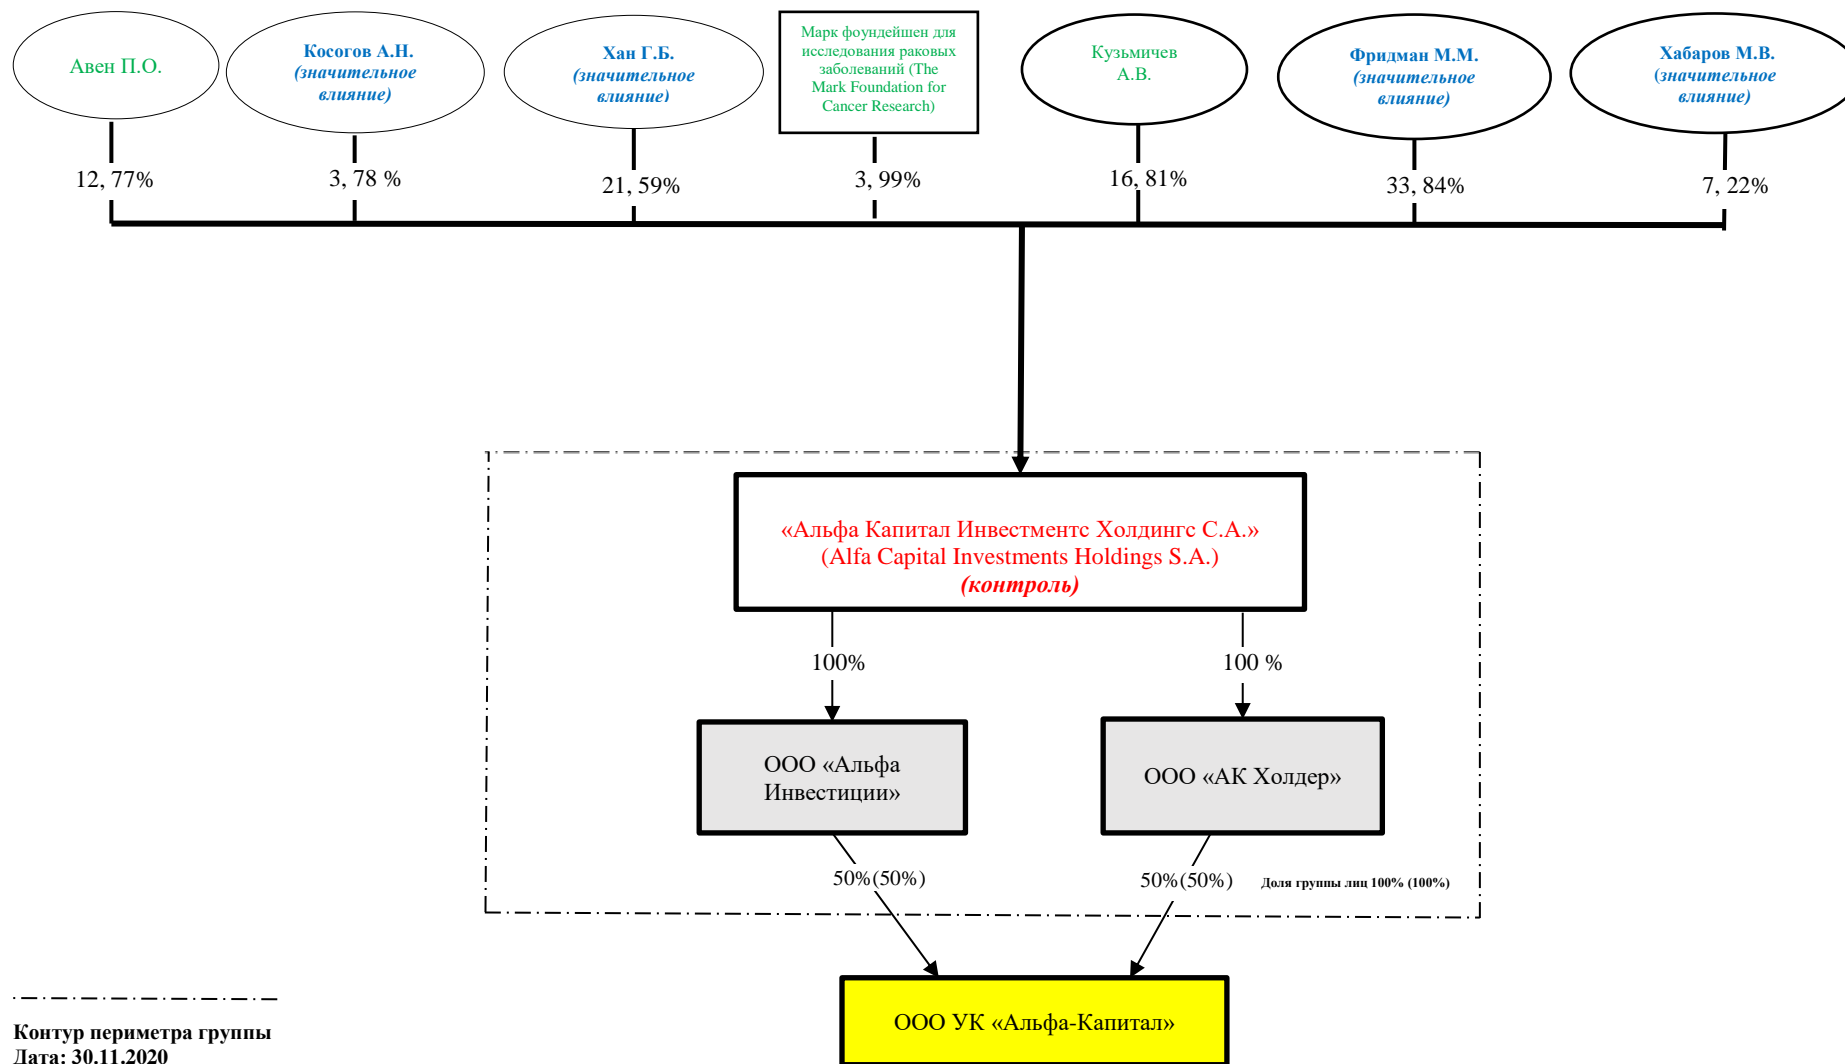 Авен П.О.
Косогов А.Н.
(значительное
влияние)
Хан Г.Б.
(значительное
влияние)
Марк фоундейшен для
исследования раковых
заболеваний (The
Mark Foundation for
Cancer Research)
Кузьмичев
А.В.
Фридман М.М.
(значительное
влияние)
Хабаров М.В.
(значительное
влияние)
12, 77%
3, 78 %
21, 59%
3, 99%
16, 81%
33, 84%
7, 22%
«Альфа Капитал Инвестментс Холдингс С.А.»
(Alfa Capital Investments Holdings S.A.)
(контроль)
100%
100 %
ООО «Альфа
Инвестиции»
ООО «АК Холдер»
50%(50%)
50%(50%)
Доля группы лиц 100% (100%)
ООО УК «Альфа-Капитал»
Контур периметра группы
Дата: 30.11.2020